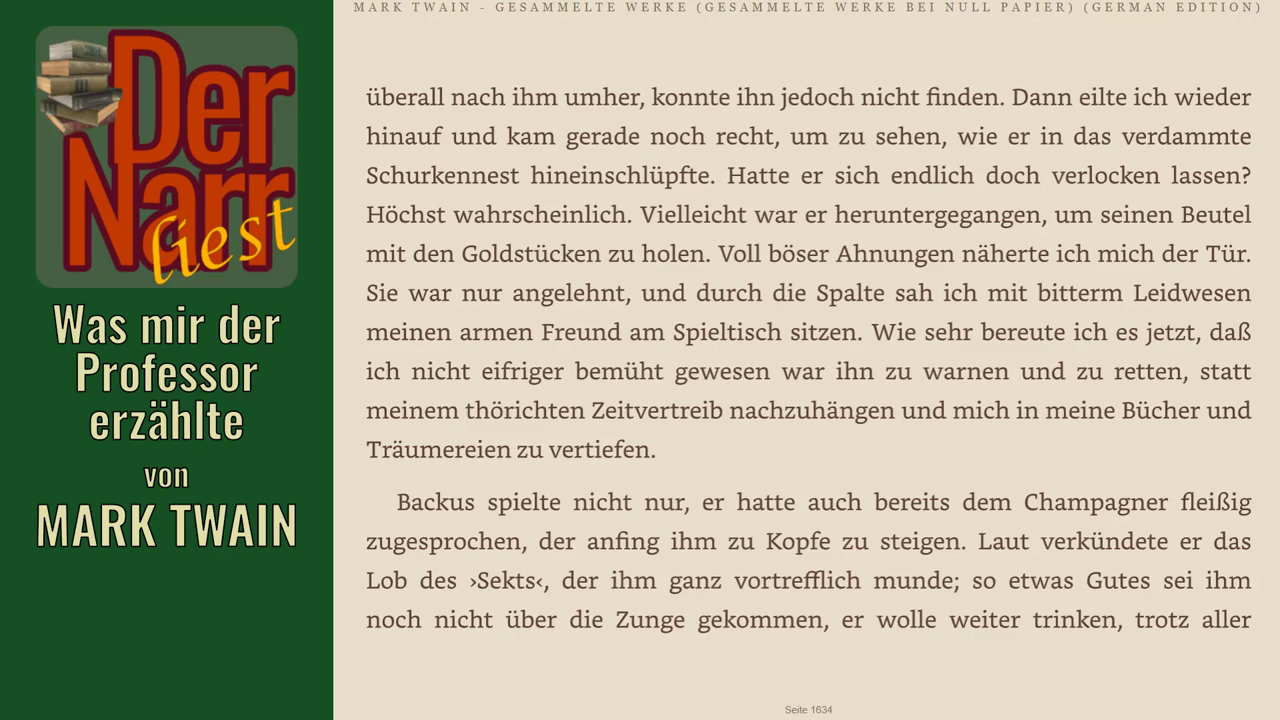 Der
Narr
liest
Was mir der
Professor
erzählte
von
MARK TWAIN
MARK TWAIN - GESAMMELTE WERKE (GESAMMELTE WERKE BEI NULL PAPIER) (GERMAN EDITION)
überall nach ihm umher, konnte ihn jedoch nicht finden. Dann eilte ich wieder
hinauf und kam gerade noch recht, um zu sehen, wie er in das verdammte
Schurkennest hineinschlüpfte. Hatte er sich endlich doch verlocken lassen?
Höchst wahrscheinlich. Vielleicht war er heruntergegangen, um seinen Beutel
mit den Goldstücken zu holen. Voll böser Ahnungen näherte ich mich der Tür.
Sie war nur angelehnt, und durch die Spalte sah ich mit bitterm Leidwesen
meinen armen Freund am Spieltisch sitzen. Wie sehr bereute ich es jetzt, daß
ich nicht eifriger bemüht gewesen war ihn zu warnen und zu retten, statt
meinem thörichten Zeitvertreib nachzuhängen und mich in meine Bücher und
Träumereien zu vertiefen.
Backus spielte nicht nur, er hatte auch bereits dem Champagner fleißig
zugesprochen, der anfing ihm zu Kopfe zu steigen. Laut verkündete er das
Lob des ›Sekts‹, der ihm ganz vortrefflich munde; so etwas Gutes sei ihm
noch nicht über die Zunge gekommen, er wolle weiter trinken, trotz aller
Seite 1634